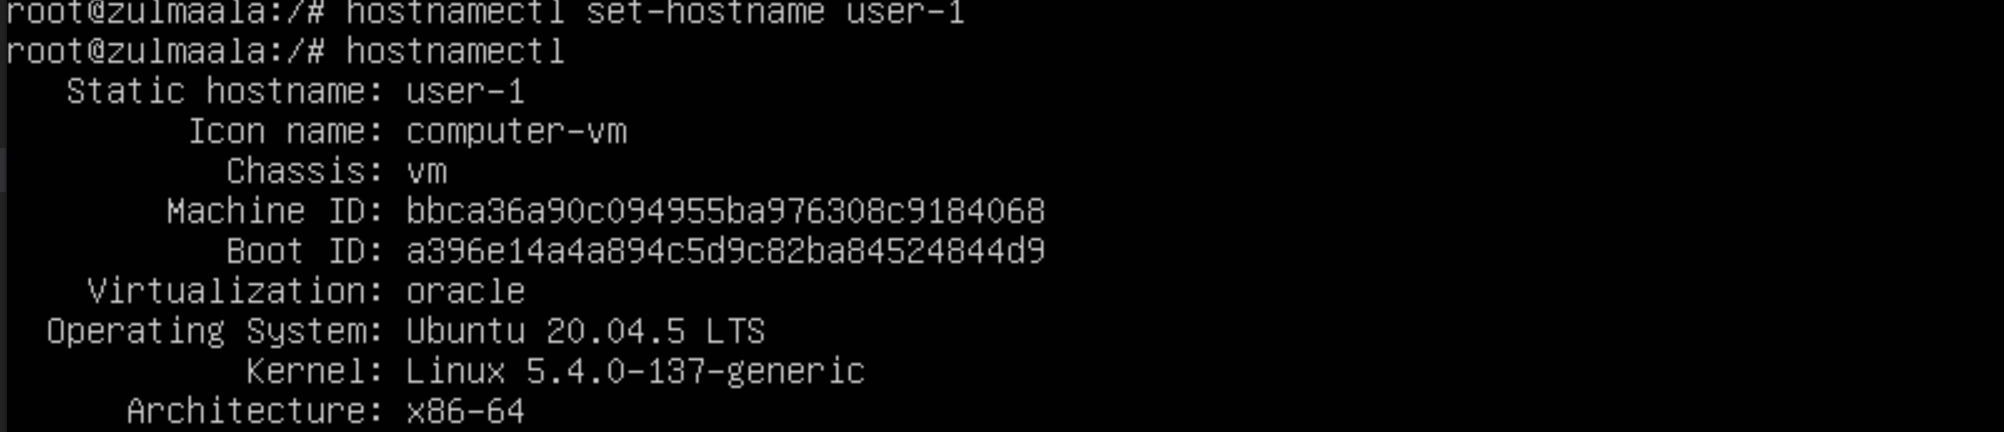 root@zulmaala:/# hostnamectl set-hostname user-1
root@zulmaala:/# hostnamectl
Static hostname: user-1
Icon name: computer-vm
Chassis: vm
Machine ID: bbca36a90c094955ba976308c9184068
Boot ID: a396e14a4a894c5d9c82ba84524844d9
Virtualization: oracle
Operating System: Ubuntu 20.04.5 LTS
Kernel: Linux 5.4.0-137-generic
Architecture: x86-64